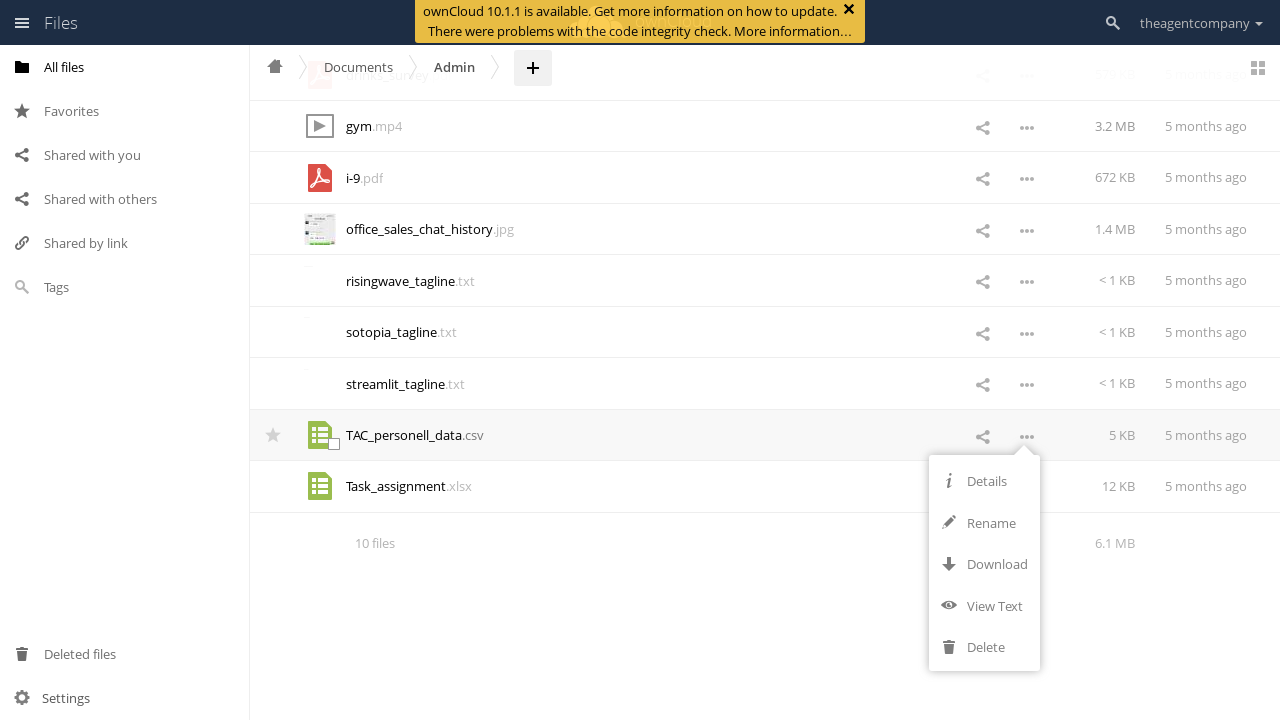 Files
ownCloud 10.1.1 is available. Get more information on how to update.
There were problems with the code integrity check. More information…
theagentcompany
All files
Favorites
Shared with you
Shared with others
Shared by link
Tags
Deleted files
Settings
Documents
Admin
drinks_survey
gym.mp4 3.2 MB 5 months ago
i-9.pdf 672 KB 5 months ago
office_sales_chat_history.jpg 1.4 MB 5 months ago
risingwave_tagline.txt < 1 KB 5 months ago
sotopia_tagline.txt < 1 KB 5 months ago
streamlit_tagline.txt < 1 KB 5 months ago
TAC_personell_data.csv 5 KB 5 months ago
Task_assignment.xlsx 12 KB 5 months ago
10 files 6.1 MB
Details
Rename
Download
View Text
Delete